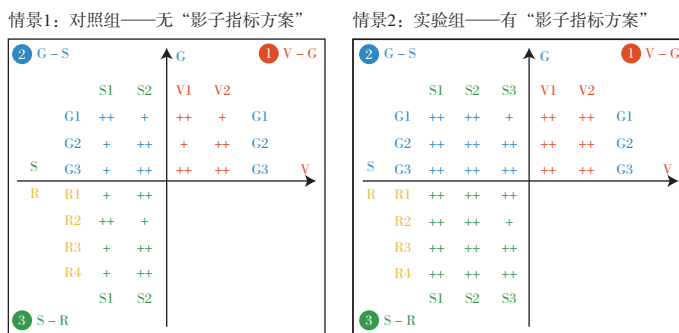 情景1：对照组——无“影子指标方案”
2 G－S
G
1 V－G
S1 S2 V1 V2
G1 ++ + ++ + G1
G2 + ++ + ++ G2
G3 + ++ ++ ++ G3
S
V
R
R1 + ++
R2 ++ +
R3 + ++
R4 + ++
S1 S2
3 S－R
情景2：实验组——有“影子指标方案”
2 G－S
G
1 V－G
S1 S2 S3 V1 V2
G1 ++ ++ + ++ ++ G1
G2 ++ ++ ++ ++ ++ G2
G3 ++ ++ ++ ++ ++ G3
S
V
R
R1 ++ ++ ++
R2 ++ ++ +
R3 ++ ++ ++
R4 ++ ++ ++
S1 S2 S3
3 S－R